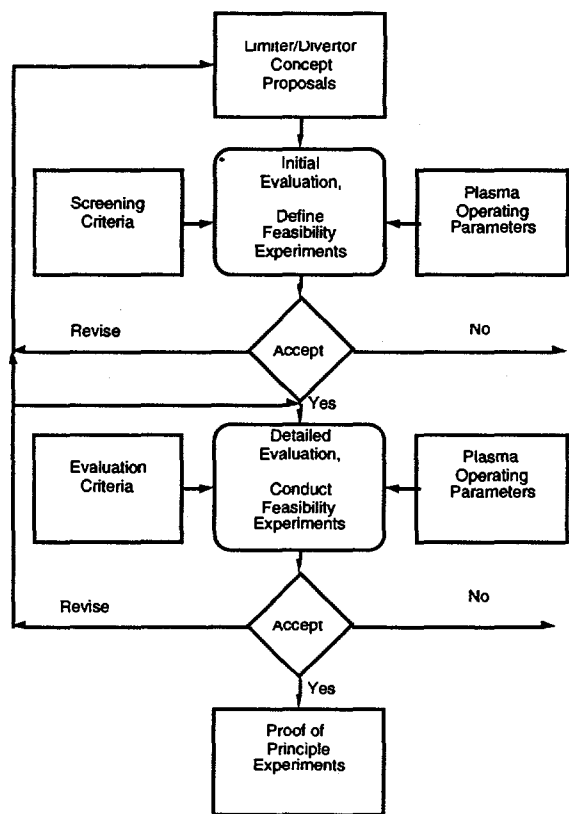 Limiter/Divertor
Concept
Proposals
Initial
Evaluation,
Define
Feasibility
Experiments
Screening
Criteria
Plasma
Operating
Parameters
Revise
No
Accept
Yes
Detailed
Evaluation,
Conduct
Feasibility
Experiments
Evaluation
Criteria
Plasma
Operating
Parameters
Revise
No
Accept
Yes
Proof of
Principle
Experiments